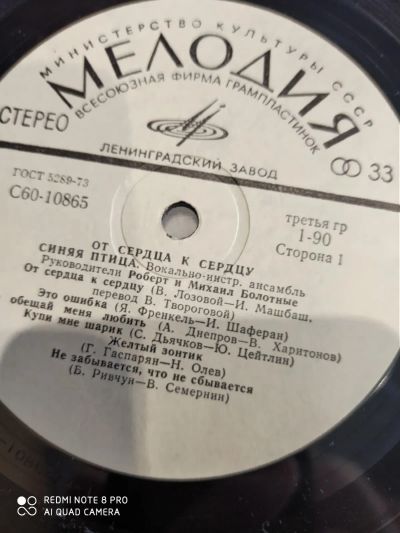 МИНИСТЕРСТВО КУЛЬТУРЫ СССР
МЕЛОДИЯ
ВСЕСОЮЗНАЯ ФИРМА ГРАМПЛАСТИНОК
СТЕРЕО
ЛЕНИНГРАДСКИЙ ЗАВОД
33
ГОСТ 5289-73
С60-10865
третья гр
1-90
Сторона 1
ОТ СЕРДЦА К СЕРДЦУ
СИНЯЯ ПТИЦА. Вокально-инстр. ансамбль
Руководители Роберт и Михаил Болотные
От сердца к сердцу (В. Лозовой—И. Машбаш,
перевод В. Твороговой)
Это ошибка (Я. Френкель—И. Шаферан)
обещай меня любить (А. Днепров—В. Харитонов)
Купи мне шарик (С. Дьячков—Ю. Цейтлин)
Желтый зонтик
(Г. Гаспарян—Н. Олев)
Не забывается, что не сбывается
(Б. Ривчун—В. Семернин)
REDMI NOTE 8 PRO
AI QUAD CAMERA